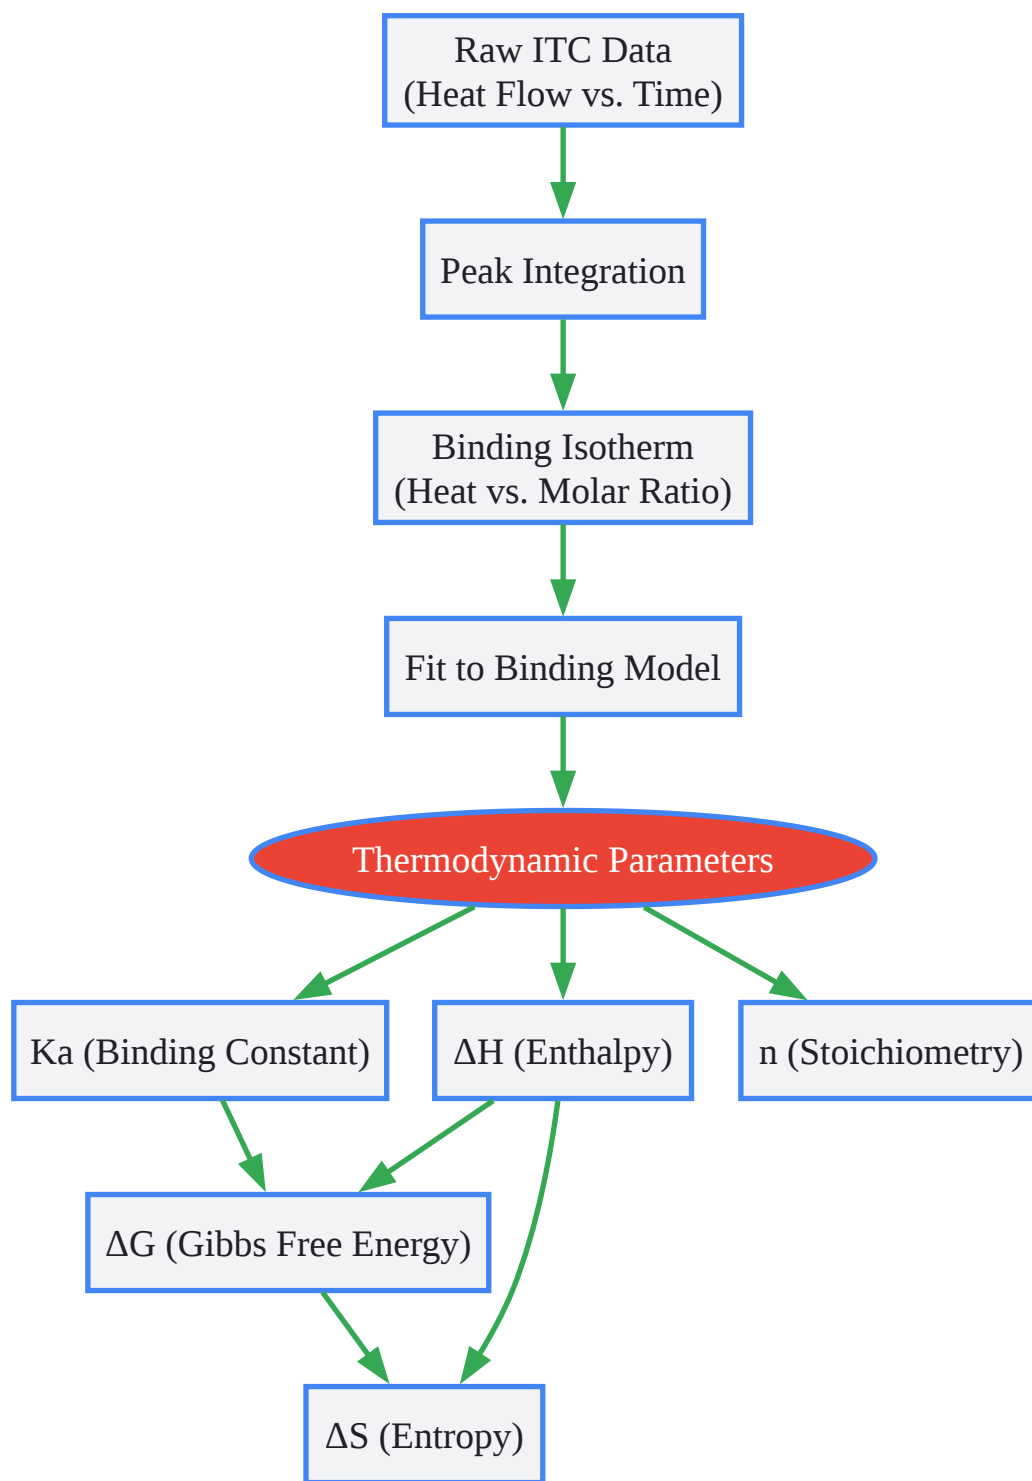 Raw ITC Data
(Heat Flow vs. Time)
Peak Integration
Binding Isotherm
(Heat vs. Molar Ratio)
Fit to Binding Model
Thermodynamic Parameters
Ka (Binding Constant)
ΔH (Enthalpy)
n (Stoichiometry)
ΔG (Gibbs Free Energy)
ΔS (Entropy)